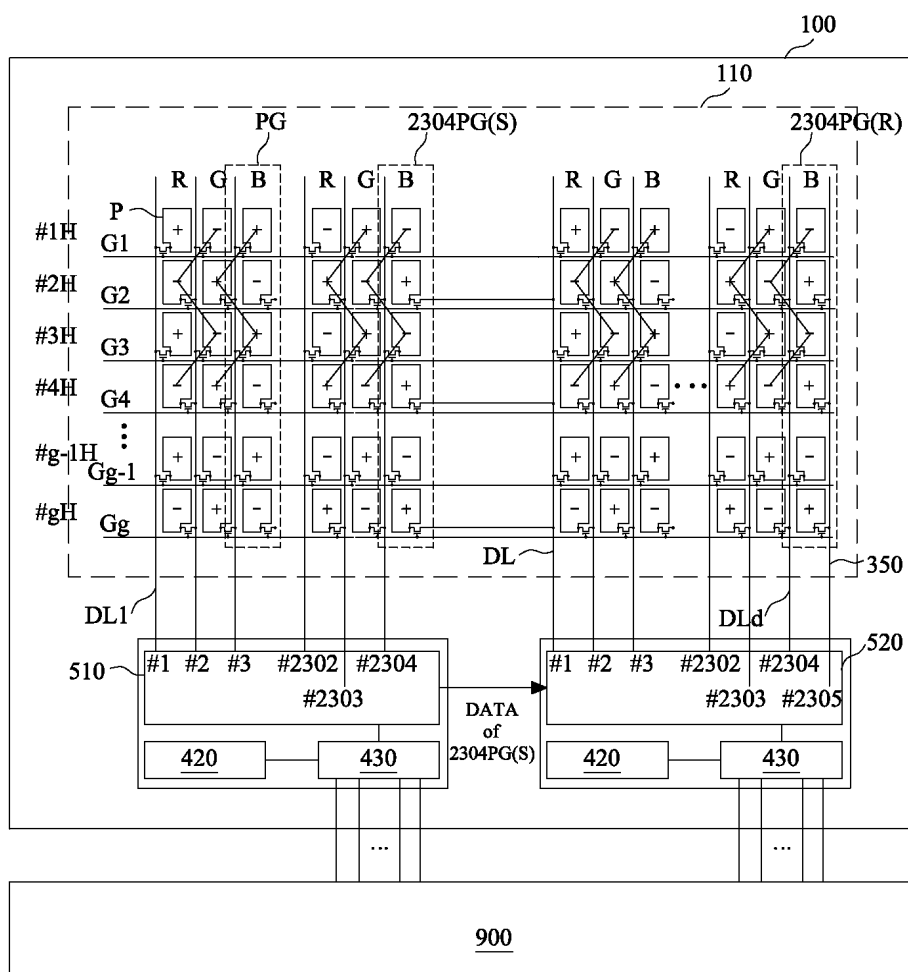 100
110
PG 2304PG(S) 2304PG(R)
R G B R G B R G B R G B
P
#1H + - + - + - + - + - + -
G1
#2H - + - + - + - + - + - +
G2
#3H + - + - + - + - + - + -
G3
#4H - + - + - + - + - ... + - +
G4
...
#g-1H + - + - + - + - + - + -
Gg-1
#gH - + - + - + - + - + - +
Gg
DL 350
DL1 DLd
510 #1 #2 #3 #2302 #2304 #1 #2 #3 #2302 #2304 520
#2303 #2303 #2305
DATA
of
2304PG(S)
420 430 420 430
... ...
900